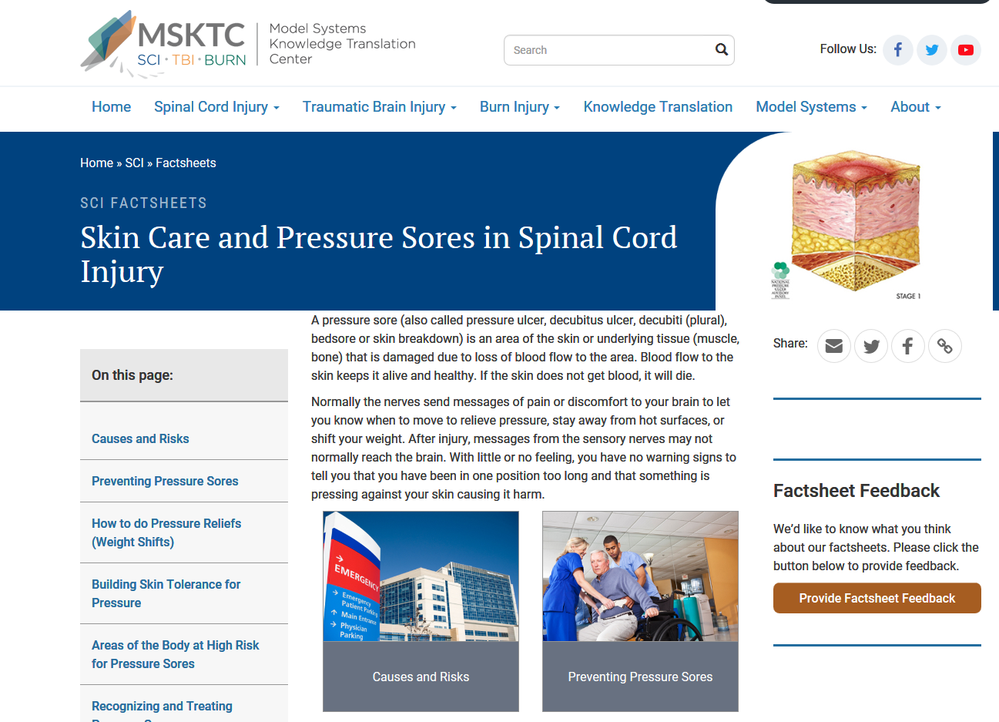 MSKTC
SCI · TBI · BURN
Model Systems
Knowledge Translation
Center
Search
Follow Us:
Home
Spinal Cord Injury
Traumatic Brain Injury
Burn Injury
Knowledge Translation
Model Systems
About
Home » SCI » Factsheets
SCI FACTSHEETS
Skin Care and Pressure Sores in Spinal Cord
Injury
NATIONAL
PRESSURE
ULCER
ADVISORY
PANEL
STAGE 1
On this page:
Causes and Risks
Preventing Pressure Sores
How to do Pressure Reliefs
(Weight Shifts)
Building Skin Tolerance for
Pressure
Areas of the Body at High Risk
for Pressure Sores
Recognizing and Treating
A pressure sore (also called pressure ulcer, decubitus ulcer, decubiti (plural),
bedsore or skin breakdown) is an area of the skin or underlying tissue (muscle,
bone) that is damaged due to loss of blood flow to the area. Blood flow to the
skin keeps it alive and healthy. If the skin does not get blood, it will die.
Normally the nerves send messages of pain or discomfort to your brain to let
you know when to move to relieve pressure, stay away from hot surfaces, or
shift your weight. After injury, messages from the sensory nerves may not
normally reach the brain. With little or no feeling, you have no warning signs to
tell you that you have been in one position too long and that something is
pressing against your skin causing it harm.
EMERGENCY
Emergency
Patient Parking
Main Entrance
Physician
Parking
Causes and Risks
Preventing Pressure Sores
Share:
Factsheet Feedback
We'd like to know what you think
about our factsheets. Please click the
button below to provide feedback.
Provide Factsheet Feedback